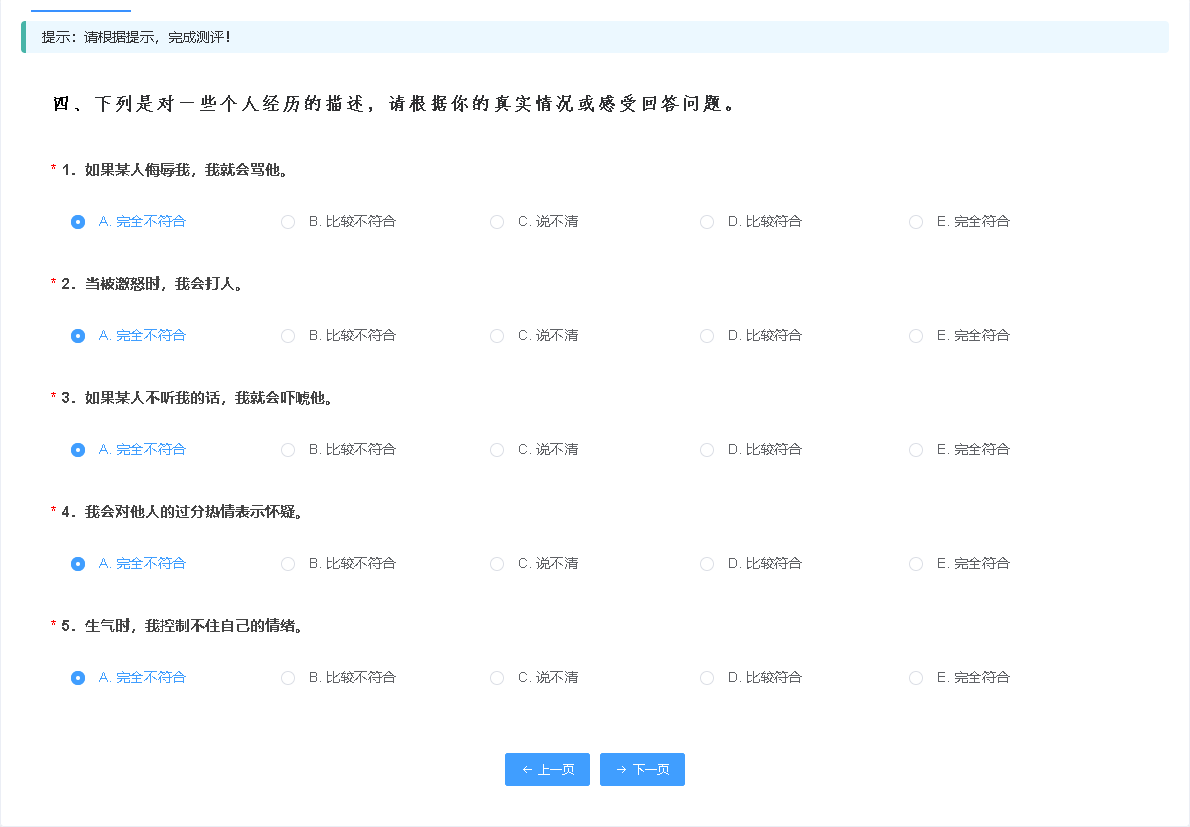 提示：请根据提示，完成测评！
四、下列是对一些个人经历的描述，请根据你的真实情况或感受回答问题。
* 1. 如果某人侮辱我，我就会骂他。
A. 完全不符合 B. 比较不符合 C. 说不清 D. 比较符合 E. 完全符合
* 2. 当被激怒时，我会打人。
A. 完全不符合 B. 比较不符合 C. 说不清 D. 比较符合 E. 完全符合
* 3. 如果某人不听我的话，我就会吓唬他。
A. 完全不符合 B. 比较不符合 C. 说不清 D. 比较符合 E. 完全符合
* 4. 我会对他人的过分热情表示怀疑。
A. 完全不符合 B. 比较不符合 C. 说不清 D. 比较符合 E. 完全符合
* 5. 生气时，我控制不住自己的情绪。
A. 完全不符合 B. 比较不符合 C. 说不清 D. 比较符合 E. 完全符合
← 上一页 → 下一页